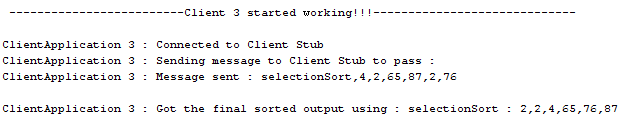 -------------------------Client 3 started working!!!-----------------------------
ClientApplication 3 : Connected to Client Stub
ClientApplication 3 : Sending message to Client Stub to pass :
ClientApplication 3 : Message sent : selectionSort,4,2,65,87,2,76
ClientApplication 3 : Got the final sorted output using : selectionSort : 2,2,4,65,76,87